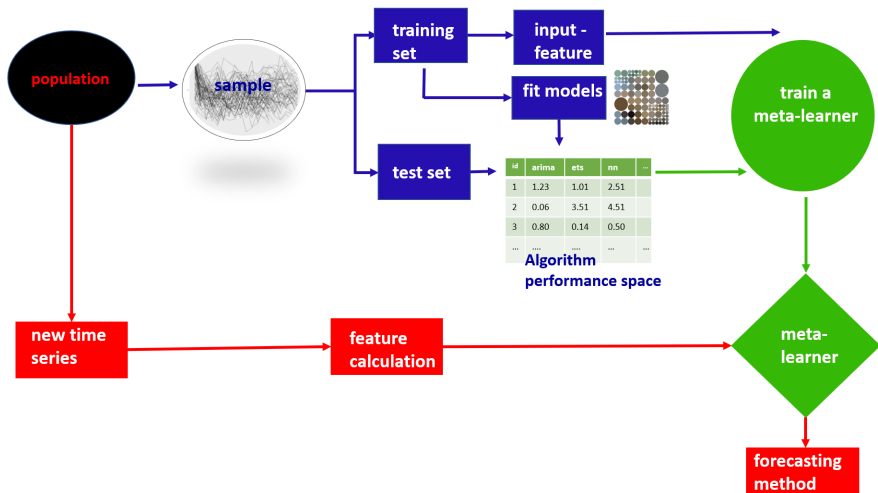 population
sample
training
set
input -
feature
fit models
test set
train a
meta-learner
id arima ets nn ...
1 1.23 1.01 2.51
2 0.06 3.51 4.51
3 0.80 0.14 0.50
... .... .... ... ...
Algorithm
performance space
new time
series
feature
calculation
meta-
learner
forecasting
method